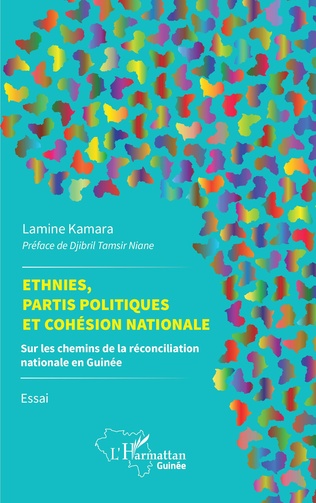 Lamine Kamara
Préface de Djibril Tamsir Niane
ETHNIES,
PARTIS POLITIQUES
ET COHÉSION NATIONALE
Sur les chemins de la réconciliation
nationale en Guinée
Essai
L'Harmattan
Guinée